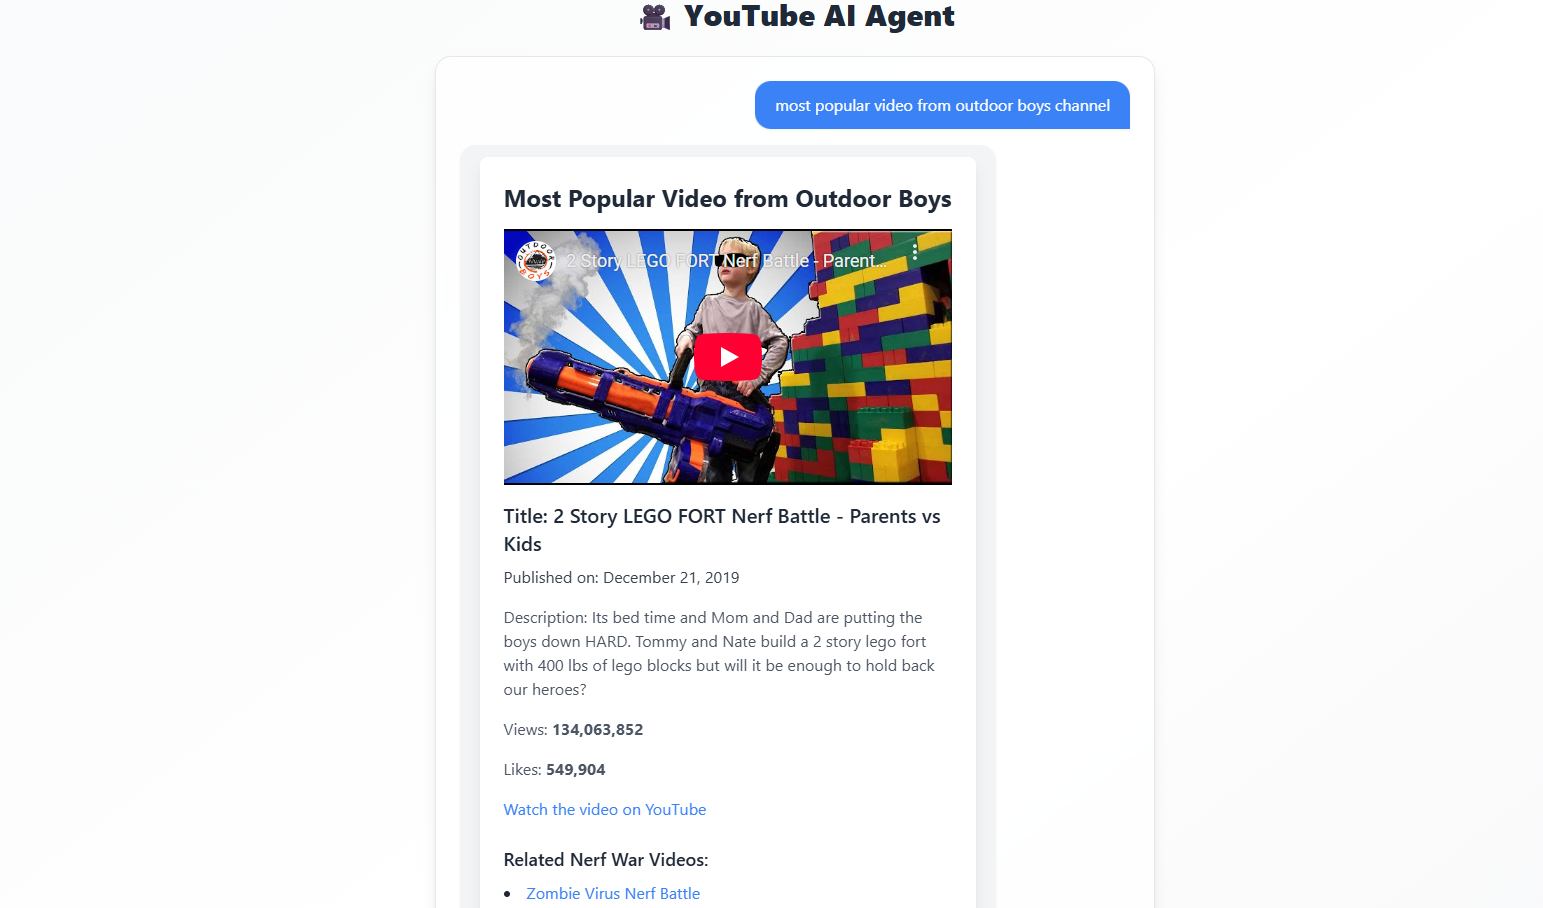 YouTube AI Agent
most popular video from outdoor boys channel
Most Popular Video from Outdoor Boys
OUTDOOR
BOYS
2 Story LEGO FORT Nerf Battle - Parent...
Title: 2 Story LEGO FORT Nerf Battle - Parents vs
Kids
Published on: December 21, 2019
Description: Its bed time and Mom and Dad are putting the
boys down HARD. Tommy and Nate build a 2 story lego fort
with 400 lbs of lego blocks but will it be enough to hold back
our heroes?
Views: 134,063,852
Likes: 549,904
Watch the video on YouTube
Related Nerf War Videos:
• Zombie Virus Nerf Battle